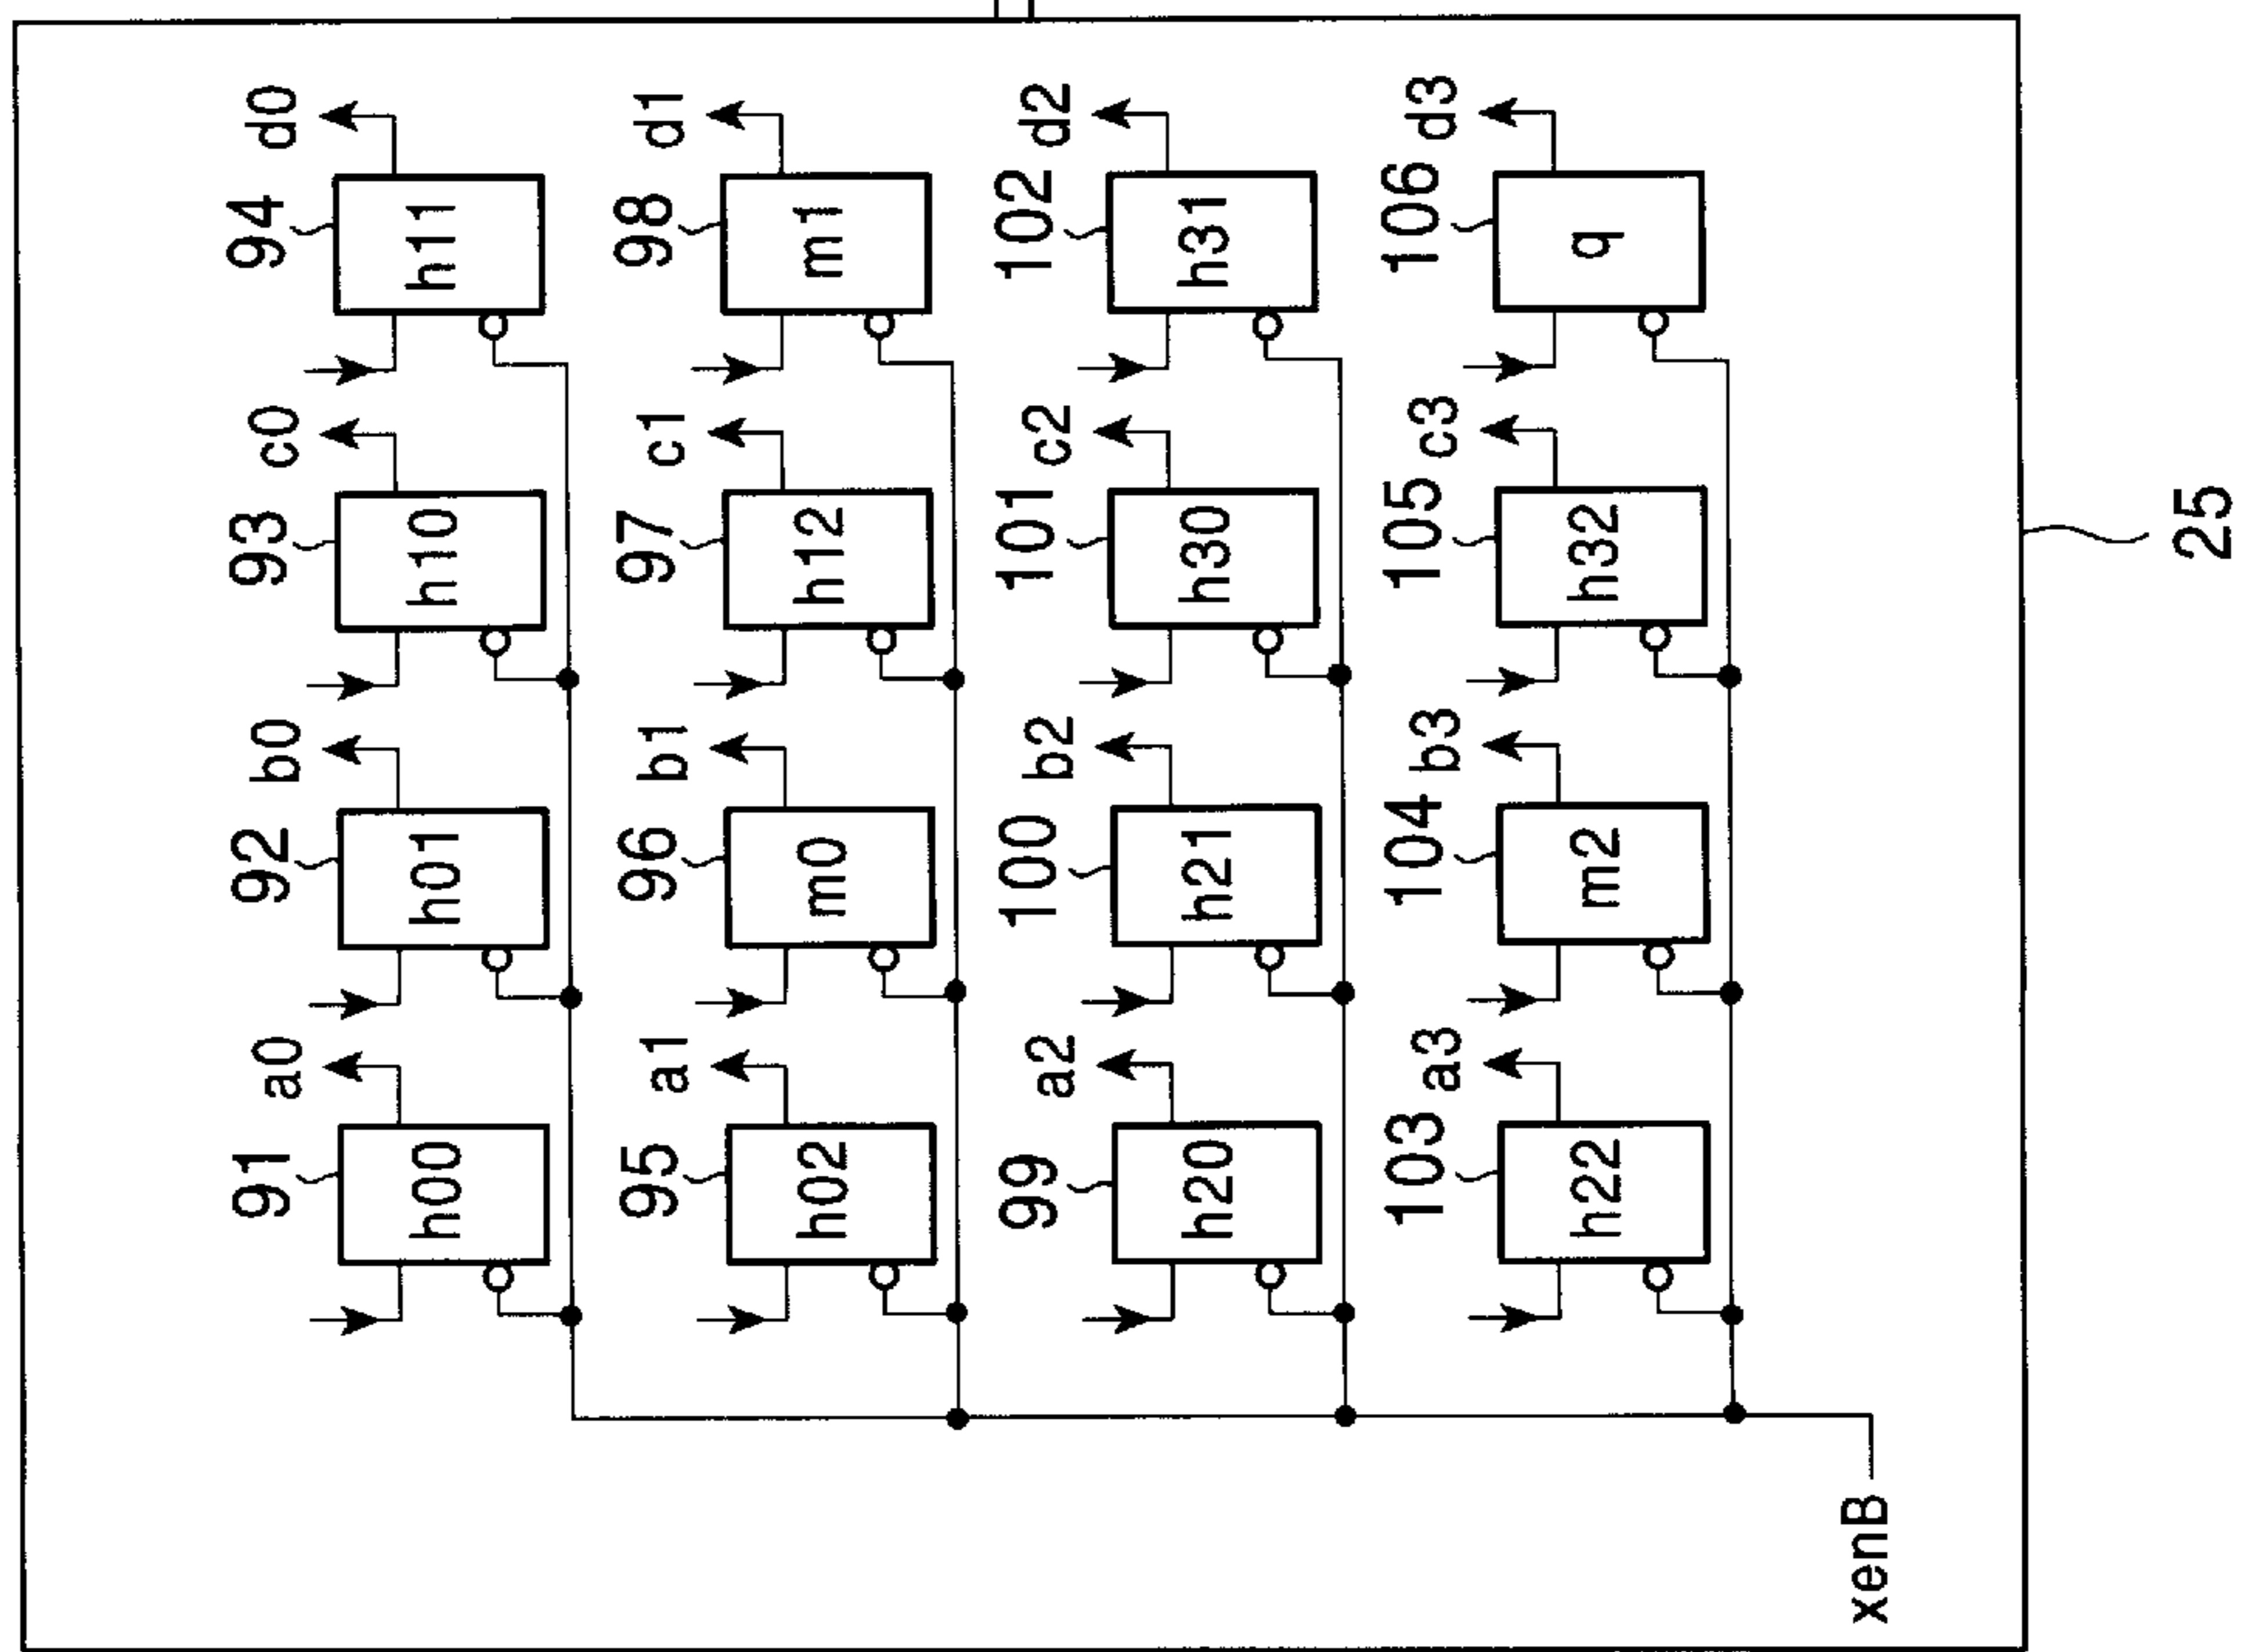 91 a0 92 b0 93 c0 94 d0
h00 h01 h10 h11
95 a1 96 b1 97 c1 98 d1
h02 m0 h12 m1
99 a2 100 b2 101 c2 102 d2
h20 h21 h30 h31
103 a3 104 b3 105 c3 106 d3
h22 m2 h32 q
xenB
25